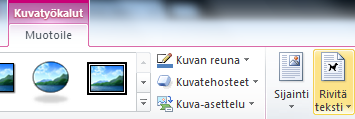 Kuvatyökalut
Muotoile
Kuvan reuna
Kuvatehosteet
Kuva-asettelu
Sijainti
Rivitä
teksti